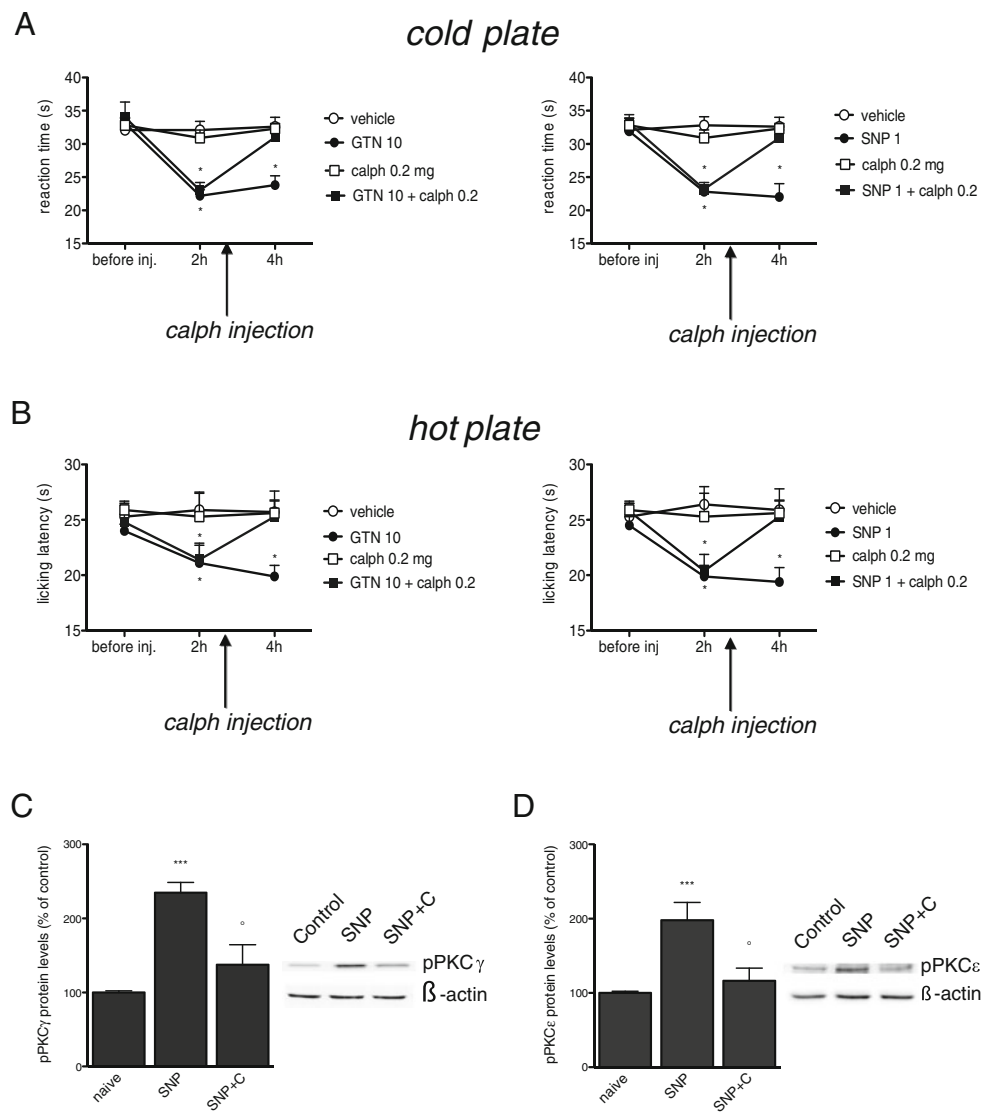 A
cold plate
reaction time (s)
40
35
30
25
20
15
before inj.
2h
4h
*
*
*
vehicle
GTN 10
calph 0.2 mg
GTN 10 + calph 0.2
calph injection
reaction time (s)
40
35
30
25
20
15
before inj
2h
4h
*
*
vehicle
SNP 1
calph 0.2 mg
SNP 1 + calph 0.2
calph injection
B
hot plate
licking latency (s)
30
25
20
15
before inj.
2h
4h
*
*
*
vehicle
GTN 10
calph 0.2 mg
GTN 10 + calph 0.2
calph injection
licking latency (s)
30
25
20
15
before inj
2h
4h
*
*
*
vehicle
SNP 1
calph 0.2 mg
SNP 1 + calph 0.2
calph injection
C
pPKCγ protein levels (% of control)
300
200
100
0
***
°
naive
SNP
SNP+C
Control
SNP
SNP+C
pPKCγ
ß-actin
D
pPKCε protein levels (% of control)
300
200
100
0
***
°
naive
SNP
SNP+C
Control
SNP
SNP+C
pPKCε
ß-actin